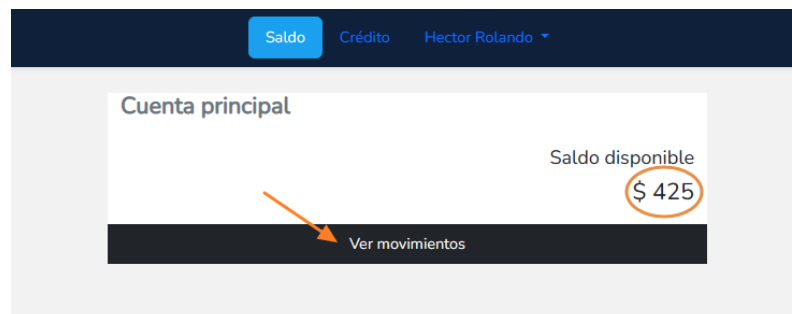 Saldo Crédito Hector Rolando
Cuenta principal
Saldo disponible
$ 425
Ver movimientos